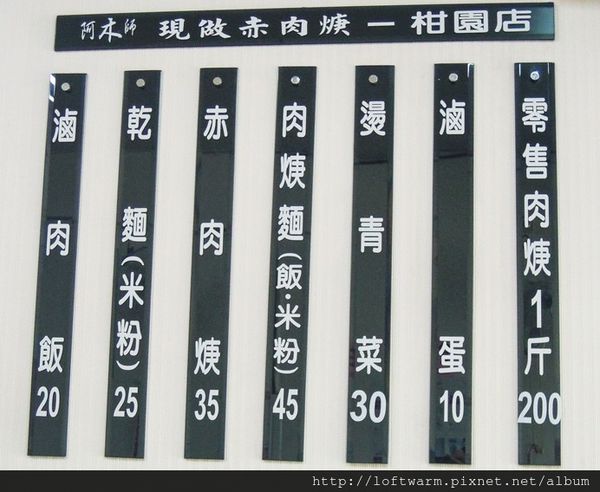 阿木師 現做赤肉焿－柑園店
滷肉飯20
乾麵(米粉)25
赤肉焿35
肉焿麵(飯·米粉)45
燙青菜30
滷蛋10
零售肉焿1斤200
http://loftwarm.pixnet.net/album